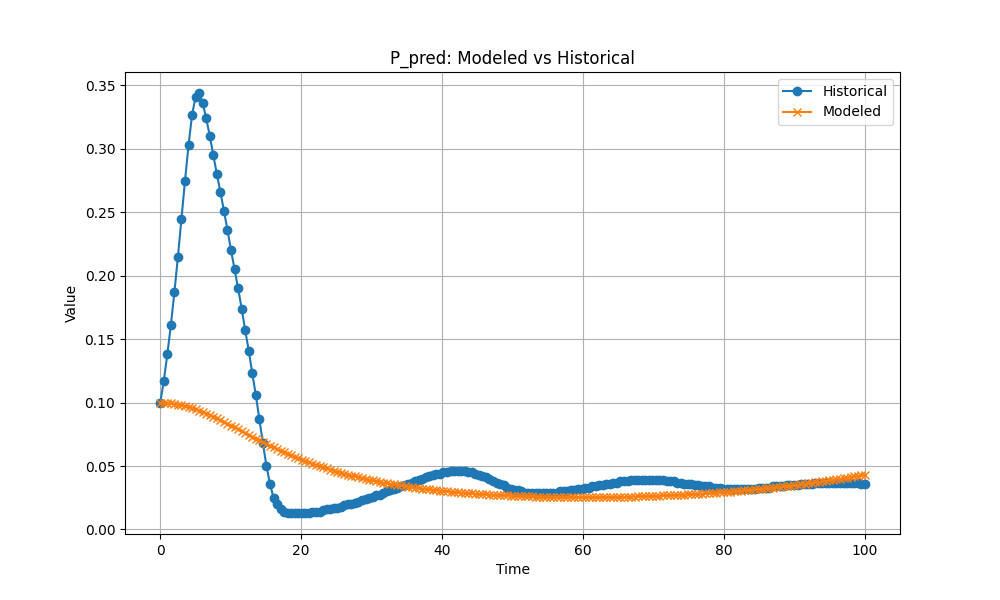 P_pred: Modeled vs Historical
Historical
Modeled
Value
0.35
0.30
0.25
0.20
0.15
0.10
0.05
0.00
0 20 40 60 80 100
Time